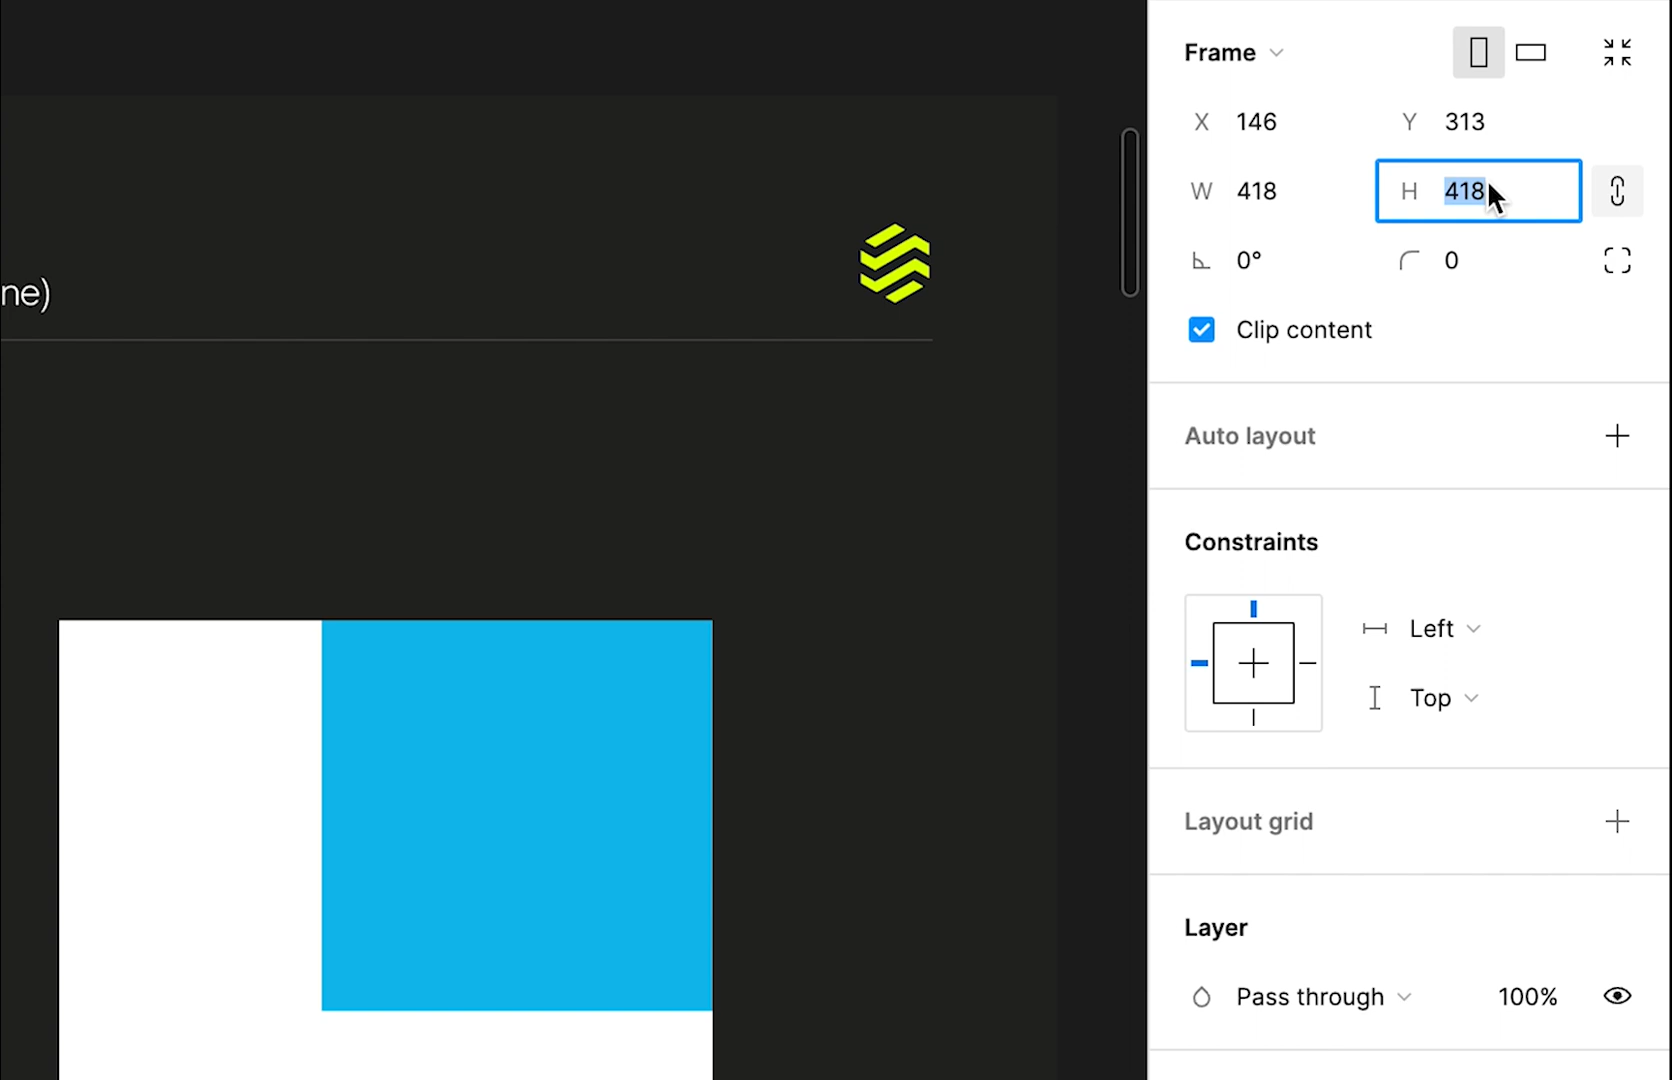 ne)
Frame
X 146 Y 313
W 418 H 418
0° 0
Clip content
Auto layout
Constraints
Left
Top
Layout grid
Layer
Pass through 100%